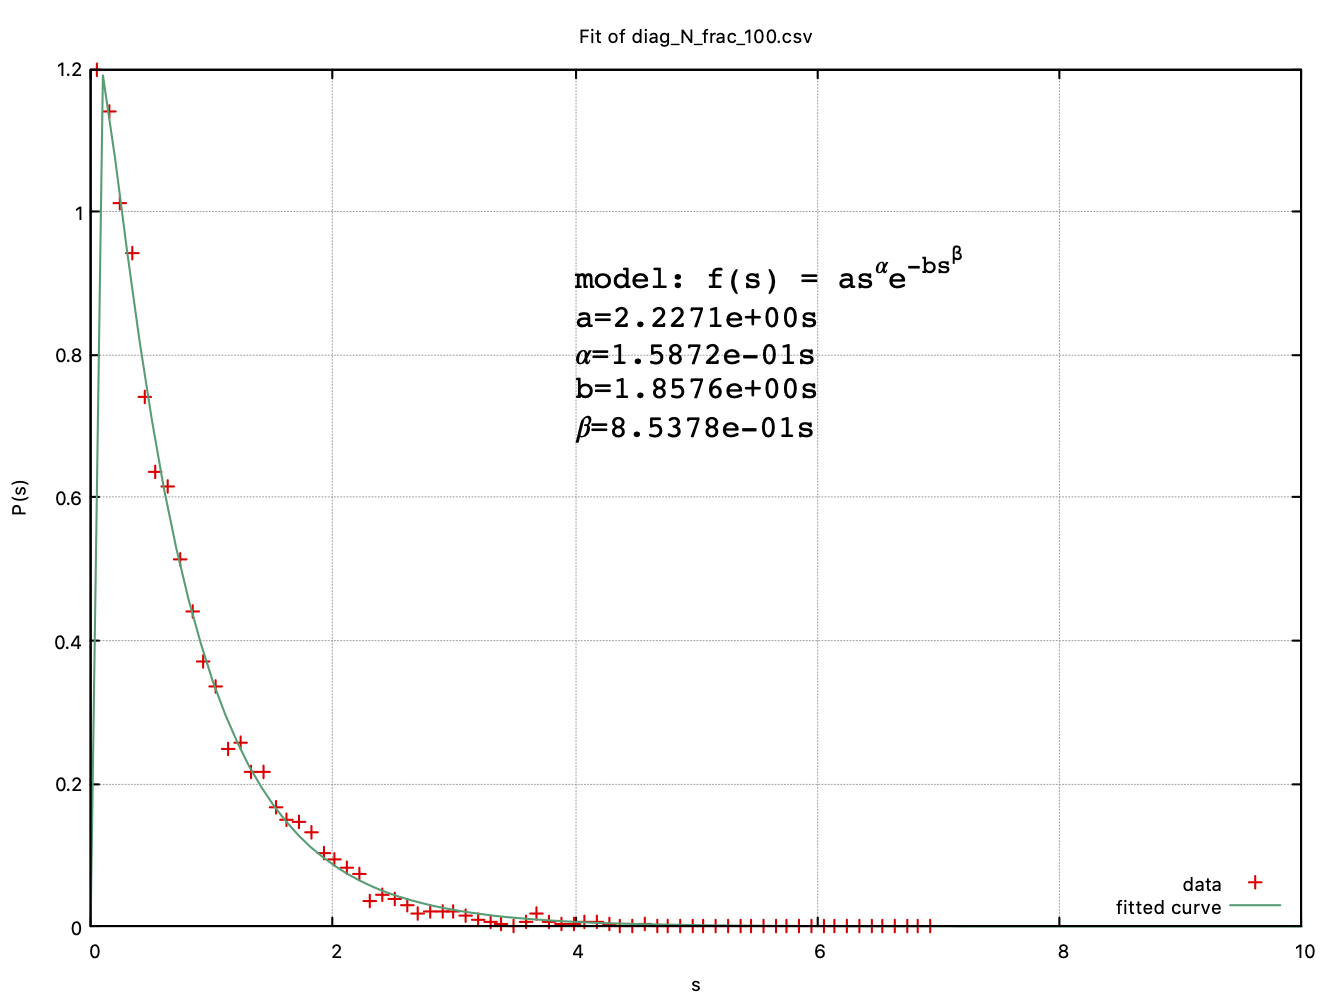 Fit of diag_N_frac_100.csv
1.2
1
0.8
0.6
0.4
0.2
0
P(s)
model: f(s) = as^αe^-bs^β
a=2.2271e+00s
α=1.5872e-01s
b=1.8576e+00s
β=8.5378e-01s
data
fitted curve
0 2 4 6 8 10
s